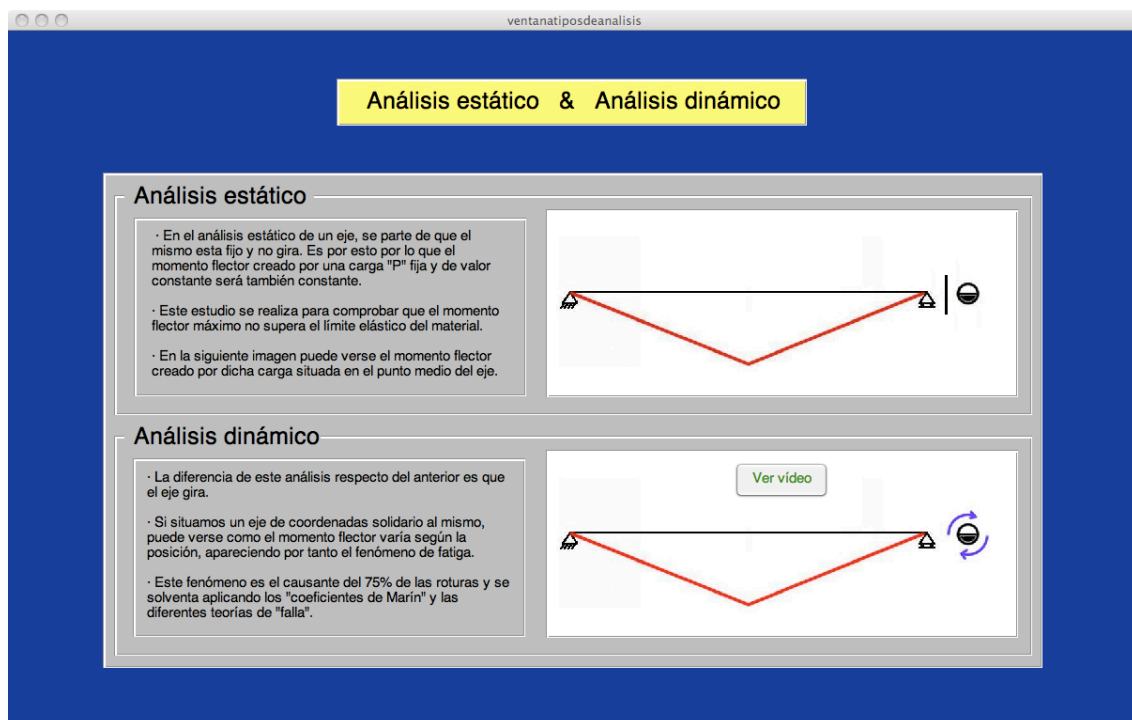 ventanatiposdeanalisis
Análisis estático & Análisis dinámico
Análisis estático
· En el análisis estático de un eje, se parte de que el
mismo esta fijo y no gira. Es por esto por lo que el
momento flector creado por una carga "P" fija y de valor
constante será también constante.
· Este estudio se realiza para comprobar que el momento
flector máximo no supera el límite elástico del material.
· En la siguiente imagen puede verse el momento flector
creado por dicha carga situada en el punto medio del eje.
Análisis dinámico
· La diferencia de este análisis respecto del anterior es que
el eje gira.
· Si situamos un eje de coordenadas solidario al mismo,
puede verse como el momento flector varía según la
posición, apareciendo por tanto el fenómeno de fatiga.
· Este fenómeno es el causante del 75% de las roturas y se
solventa aplicando los "coeficientes de Marín" y las
diferentes teorías de "falla".
Ver vídeo